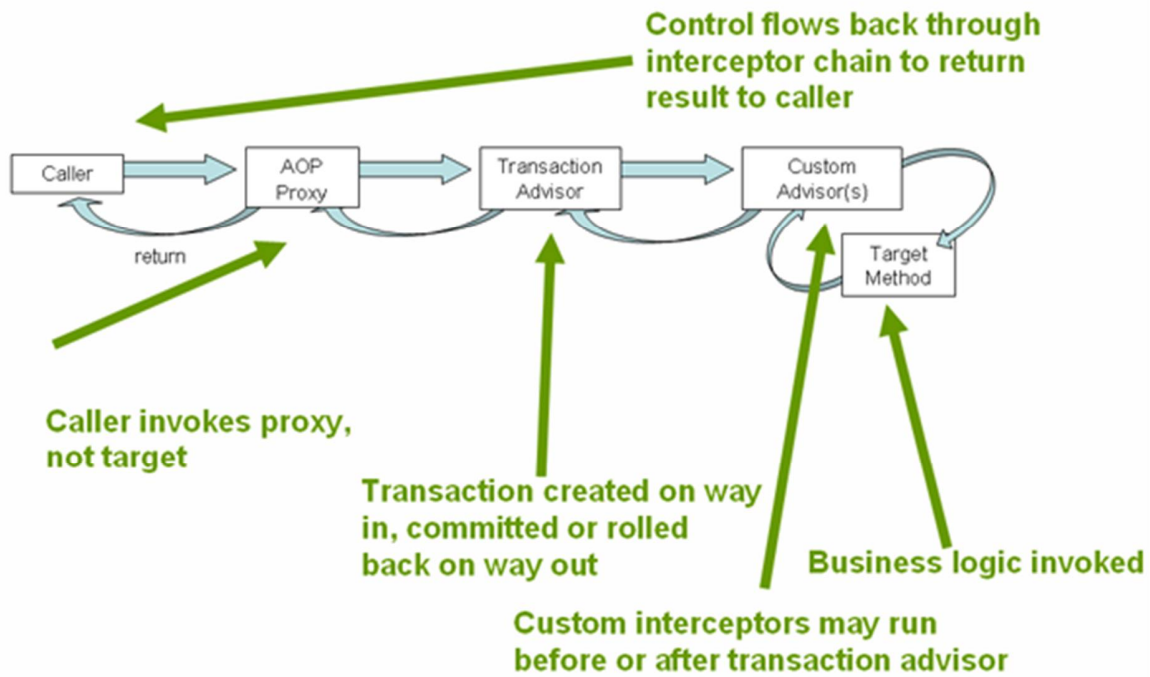 Control flows back through
interceptor chain to return
result to caller
Caller
AOP
Proxy
Transaction
Advisor
Custom
Advisor(s)
return
Target
Method
Caller invokes proxy,
not target
Transaction created on way
in, committed or rolled
back on way out
Business logic invoked
Custom interceptors may run
before or after transaction advisor